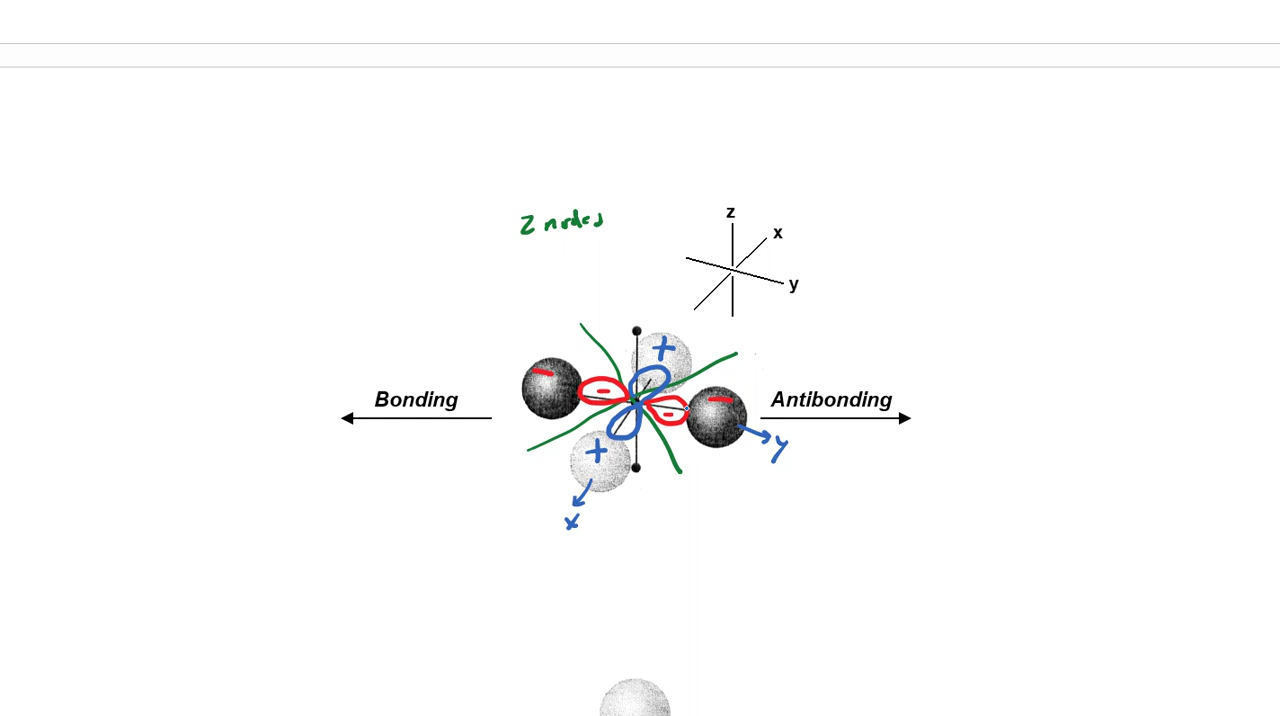 2 nodes
z
x
y
+
-
-
Bonding
-
-
Antibonding
+
y
x